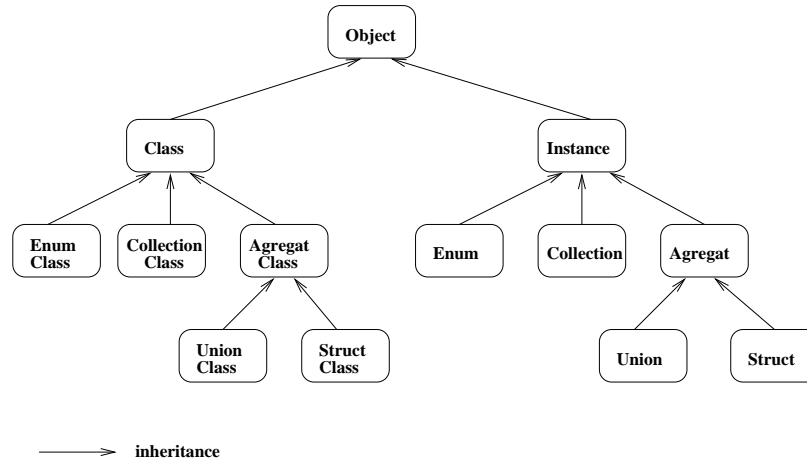 Object
Class
Instance
Enum
Class
Collection
Class
Agregat
Class
Enum
Collection
Agregat
Union
Class
Struct
Class
Union
Struct
inheritance